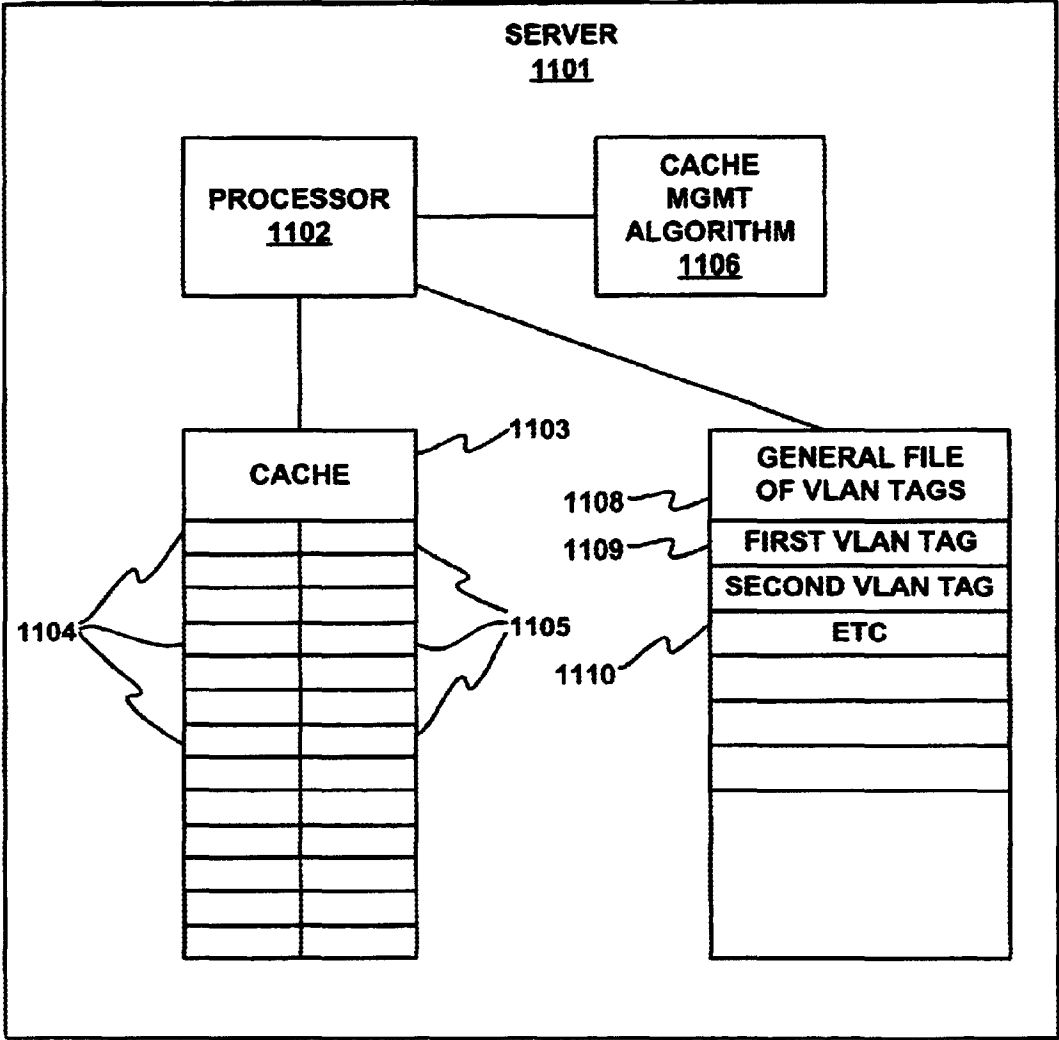 SERVER
1101
PROCESSOR
1102
CACHE
MGMT
ALGORITHM
1106
1103
CACHE
1104
1105
GENERAL FILE
OF VLAN TAGS
1108
1109
FIRST VLAN TAG
SECOND VLAN TAG
1110
ETC